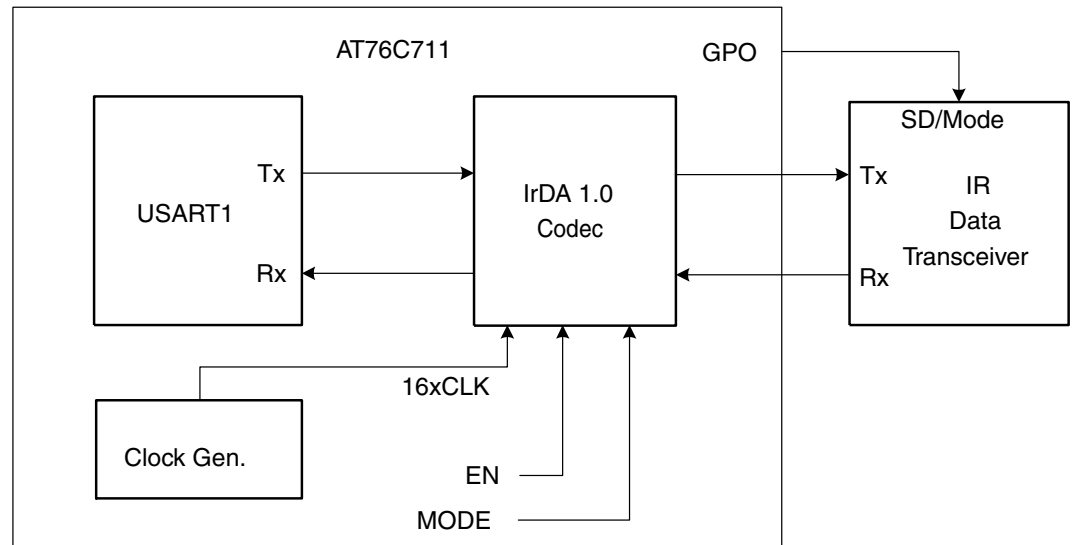 AT76C711
GPO
SD/Mode
Tx
USART1
Rx
IrDA 1.0
Codec
Tx
IR
Data
Transceiver
Rx
16xCLK
Clock Gen.
EN
MODE